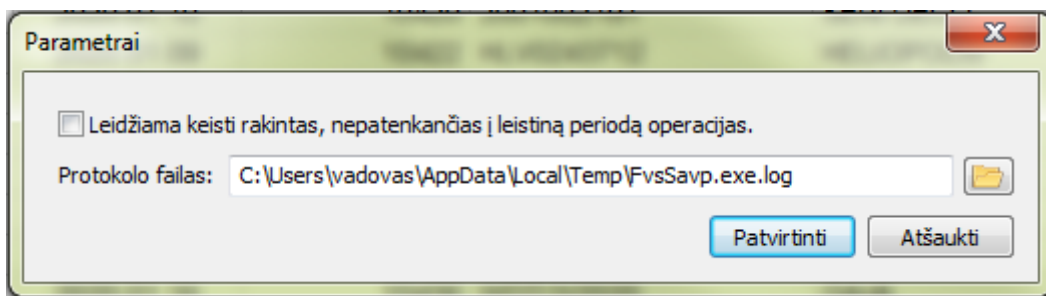 Parametrai
Leidžiama keisti rakintas, nepatenkančias į leistiną periodą operacijas.
Protokolo failas: C:\Users\vadovas\AppData\Local\Temp\FvsSavp.exe.log
Patvirtinti Atšaukti